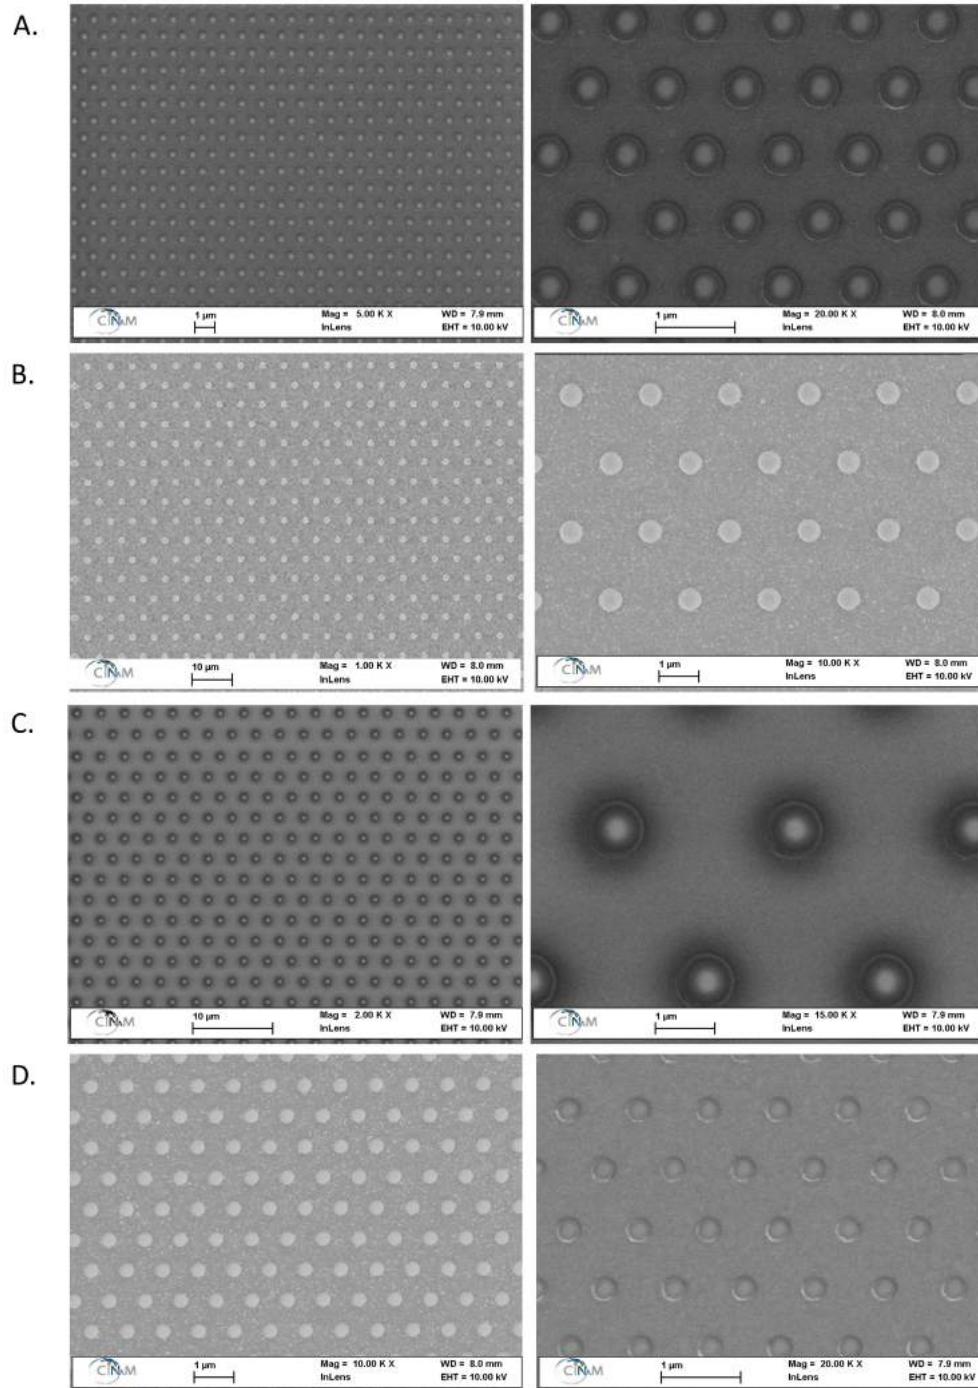 A.
CINaM 1 µm Mag = 5.00 K X WD = 7.9 mm
InLens EHT = 10.00 kV
CINaM 1 µm Mag = 20.00 K X WD = 8.0 mm
InLens EHT = 10.00 kV
B.
CINaM 10 µm Mag = 1.00 K X WD = 8.0 mm
InLens EHT = 10.00 kV
CINaM 1 µm Mag = 10.00 K X WD = 8.0 mm
InLens EHT = 10.00 kV
C.
CINaM 10 µm Mag = 2.00 K X WD = 7.9 mm
InLens EHT = 10.00 kV
CINaM 1 µm Mag = 15.00 K X WD = 7.9 mm
InLens EHT = 10.00 kV
D.
CINaM 1 µm Mag = 10.00 K X WD = 8.0 mm
InLens EHT = 10.00 kV
CINaM 1 µm Mag = 20.00 K X WD = 7.9 mm
InLens EHT = 10.00 kV